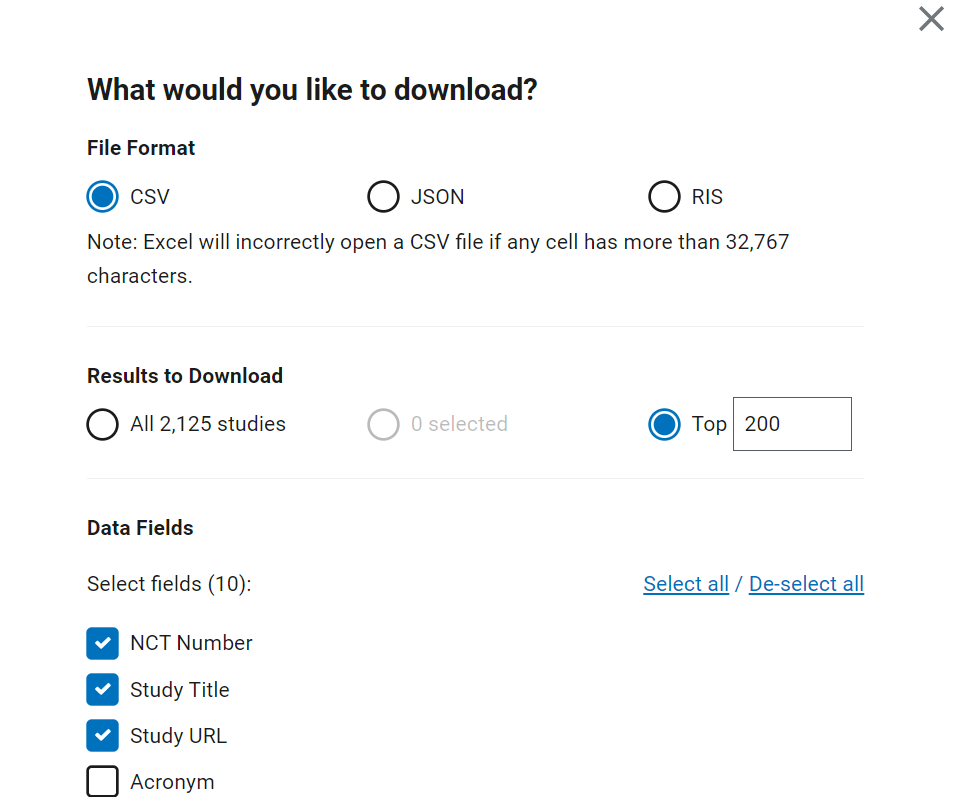 What would you like to download?
File Format
CSV
JSON
RIS
Note: Excel will incorrectly open a CSV file if any cell has more than 32,767
characters.
Results to Download
All 2,125 studies
0 selected
Top 200
Data Fields
Select fields (10):
Select all / De-select all
NCT Number
Study Title
Study URL
Acronym